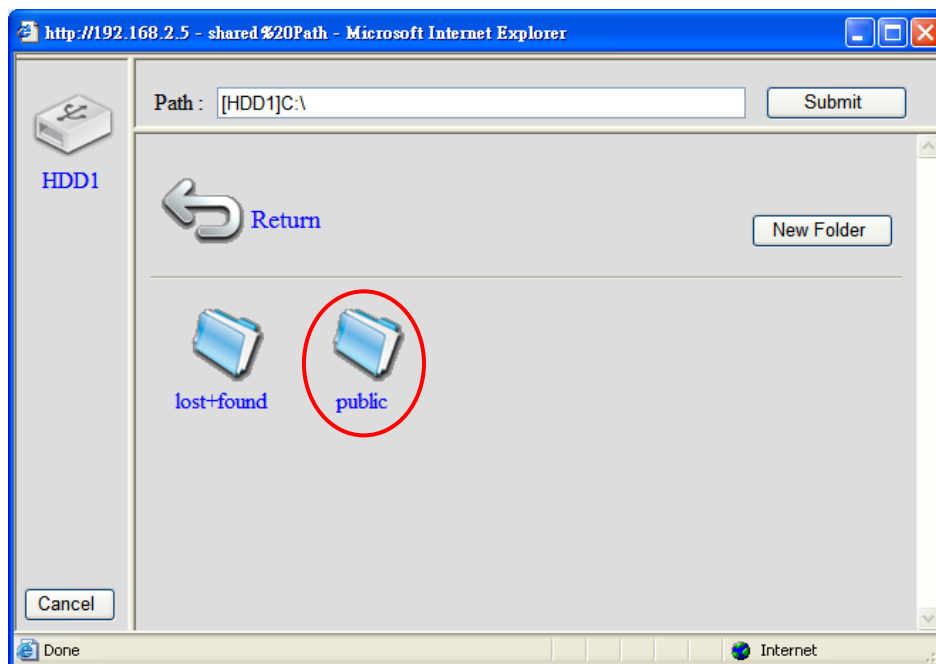 http://192.168.2.5 - shared%20Path - Microsoft Internet Explorer
Path : [HDD1]C:\ Submit
HDD1
Return
New Folder
lost+found public
Cancel
Done Internet